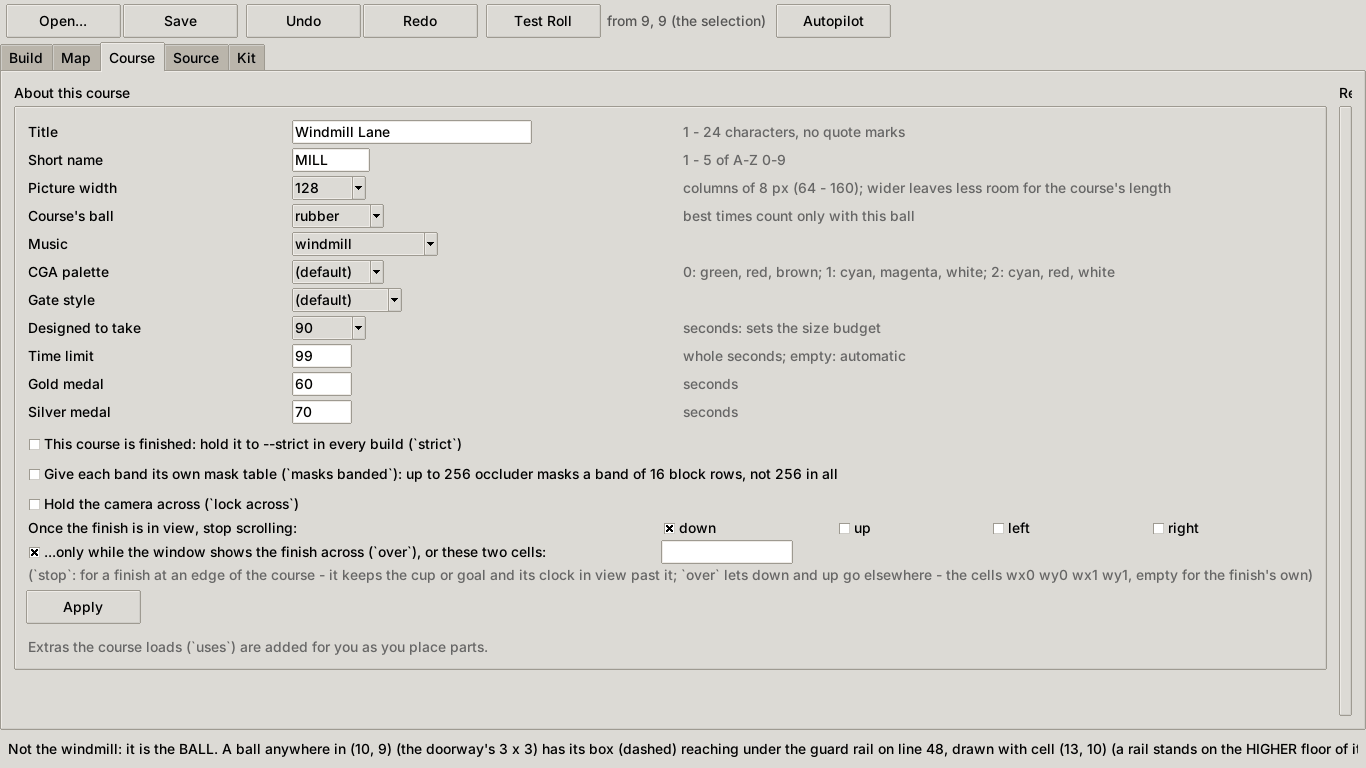 Open... Save Undo Redo Test Roll from 9, 9 (the selection) Autopilot
Build Map Course Source Kit
About this course
Title Windmill Lane 1 - 24 characters, no quote marks
Short name MILL 1 - 5 of A-Z 0-9
Picture width 128 columns of 8 px (64 - 160); wider leaves less room for the course's length
Course's ball rubber best times count only with this ball
Music windmill
CGA palette (default) 0: green, red, brown; 1: cyan, magenta, white; 2: cyan, red, white
Gate style (default)
Designed to take 90 seconds: sets the size budget
Time limit 99 whole seconds; empty: automatic
Gold medal 60 seconds
Silver medal 70 seconds
This course is finished: hold it to --strict in every build (`strict`)
Give each band its own mask table (`masks banded`): up to 256 occluder masks a band of 16 block rows, not 256 in all
Hold the camera across (`lock across`)
Once the finish is in view, stop scrolling: down up left right
...only while the window shows the finish across (`over`), or these two cells:
(`stop`: for a finish at an edge of the course - it keeps the cup or goal and its clock in view past it; `over` lets down and up go elsewhere - the cells wx0 wy0 wx1 wy1, empty for the finish's own)
Apply
Extras the course loads (`uses`) are added for you as you place parts.
Not the windmill: it is the BALL. A ball anywhere in (10, 9) (the doorway's 3 x 3) has its box (dashed) reaching under the guard rail on line 48, drawn with cell (13, 10) (a rail stands on the HIGHER floor of